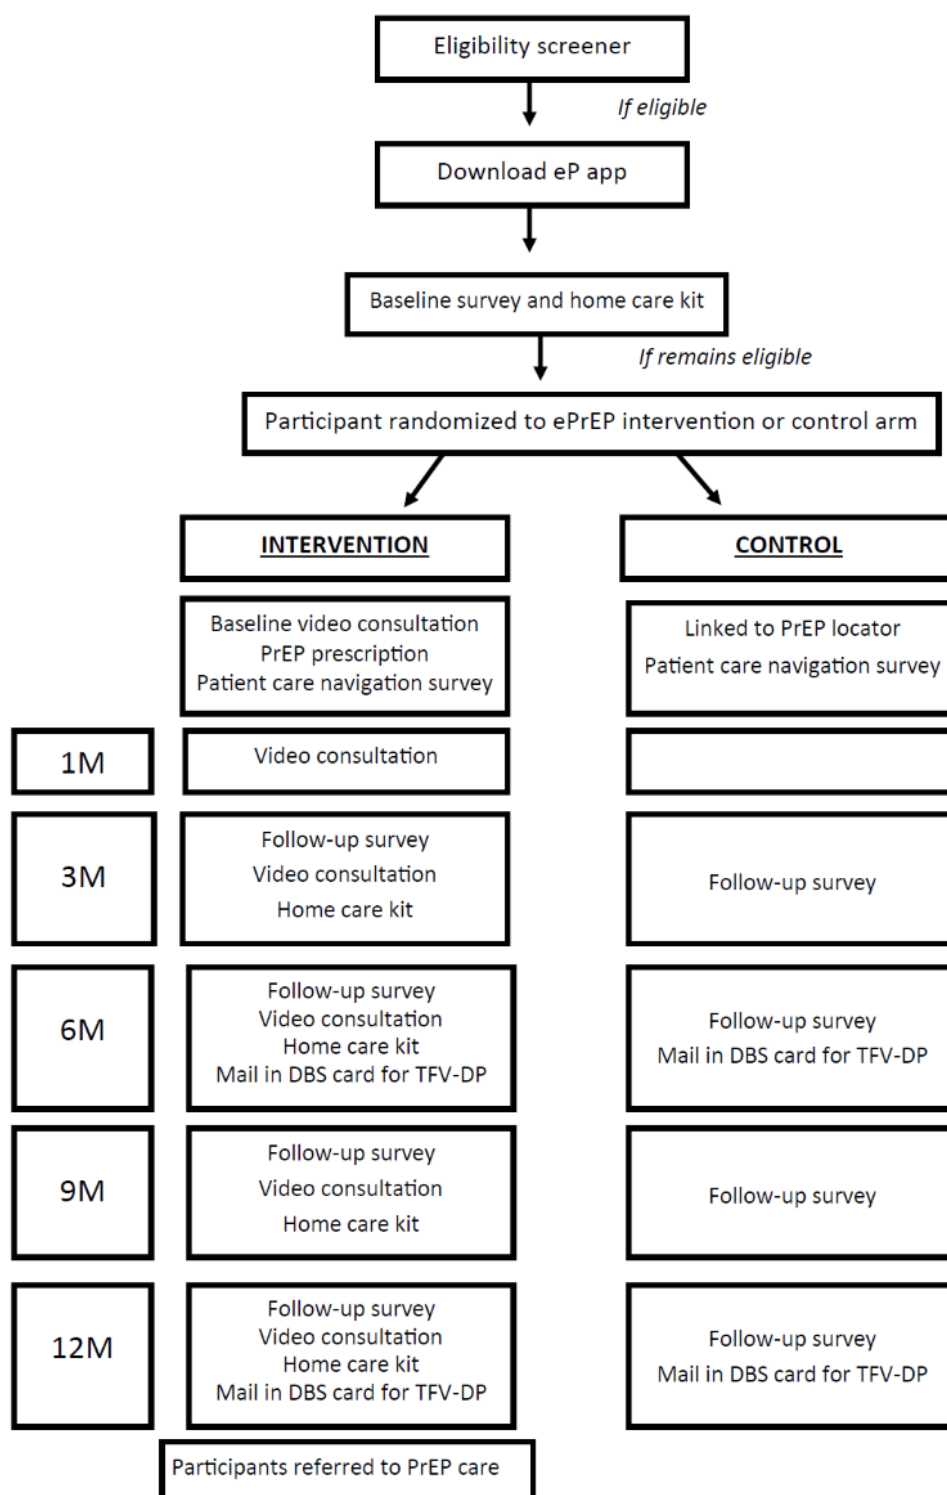 Eligibility screener
If eligible
Download eP app
Baseline survey and home care kit
If remains eligible
Participant randomized to ePrEP intervention or control arm
INTERVENTION
CONTROL
Baseline video consultation
PrEP prescription
Patient care navigation survey
Linked to PrEP locator
Patient care navigation survey
1M
Video consultation
3M
Follow-up survey
Video consultation
Home care kit
Follow-up survey
6M
Follow-up survey
Video consultation
Home care kit
Mail in DBS card for TFV-DP
Follow-up survey
Mail in DBS card for TFV-DP
9M
Follow-up survey
Video consultation
Home care kit
Follow-up survey
12M
Follow-up survey
Video consultation
Home care kit
Mail in DBS card for TFV-DP
Follow-up survey
Mail in DBS card for TFV-DP
Participants referred to PrEP care